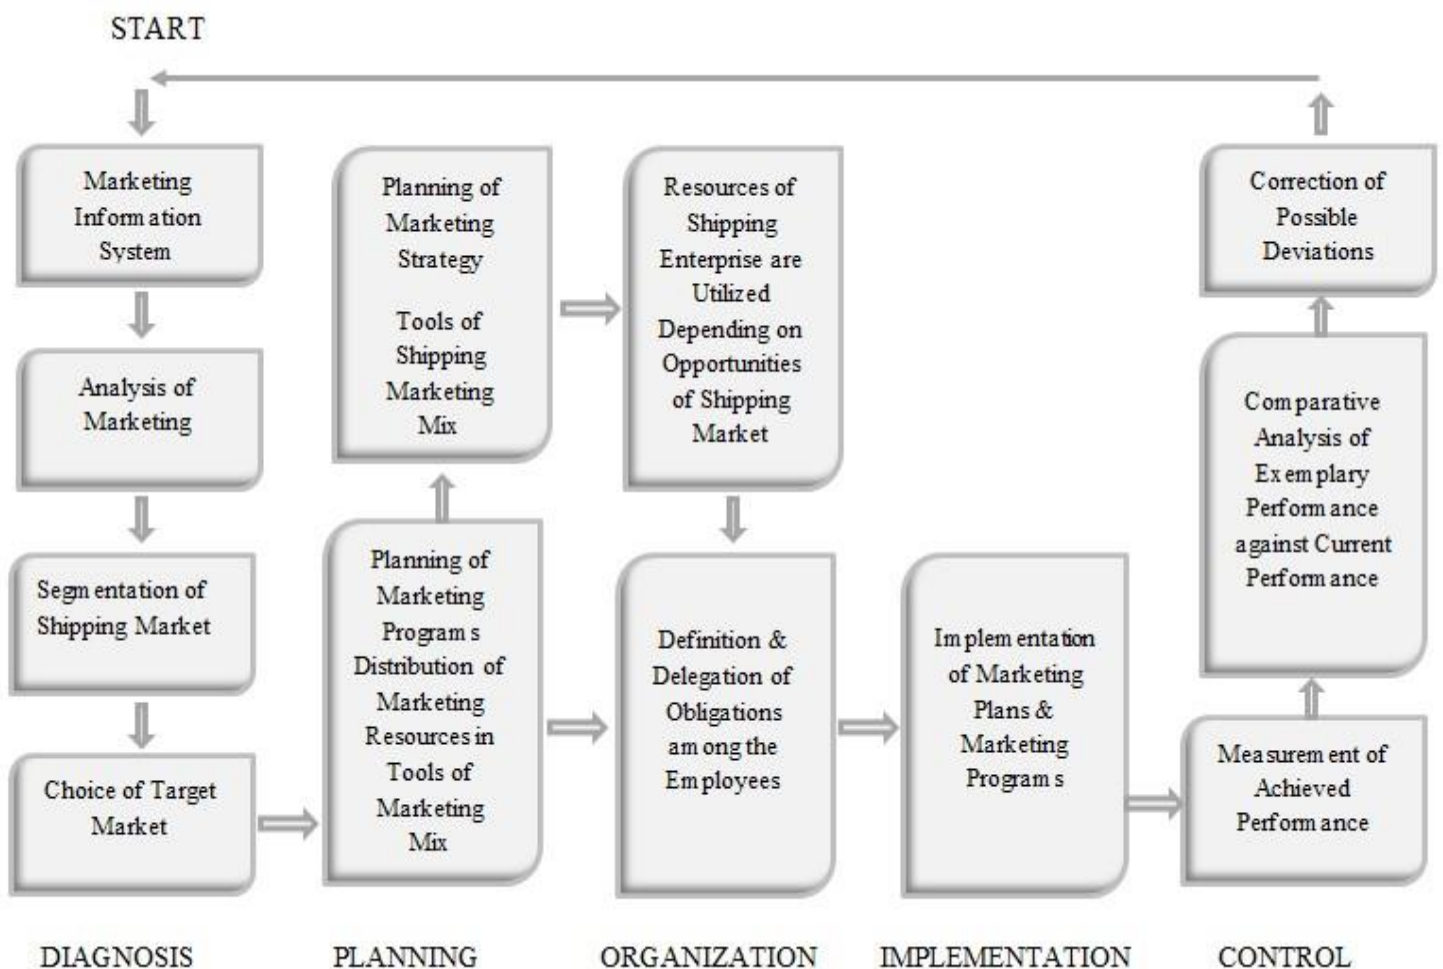 START
Marketing
Information
System
Analysis of
Marketing
Segmentation of
Shipping Market
Choice of Target
Market
DIAGNOSIS
Planning of
Marketing
Strategy
Tools of
Shipping
Marketing
Mix
Planning of
Marketing
Programs
Distribution of
Marketing
Resources in
Tools of
Marketing
Mix
PLANNING
Resources of
Shipping
Enterprise are
Utilized
Depending on
Opportunities
of Shipping
Market
Definition &
Delegation of
Obligations
among the
Employees
ORGANIZATION
Implementation
of Marketing
Plans &
Marketing
Programs
IMPLEMENTATION
Correction of
Possible
Deviations
Comparative
Analysis of
Exemplary
Performance
against Current
Performance
Measurement of
Achieved
Performance
CONTROL